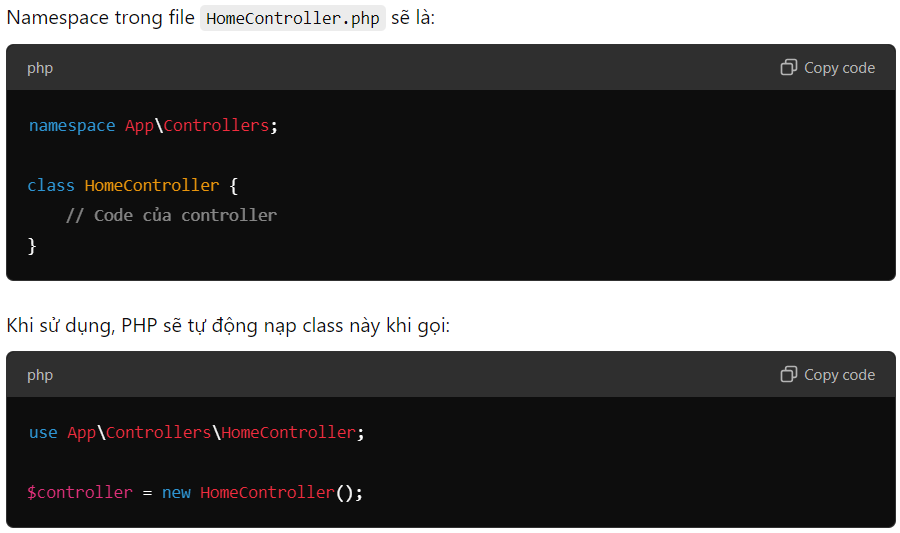 Namespace trong file HomeController.php sẽ là:
php Copy code
namespace App\Controllers;
class HomeController {
// Code của controller
}
Khi sử dụng, PHP sẽ tự động nạp class này khi gọi:
php Copy code
use App\Controllers\HomeController;
$controller = new HomeController();